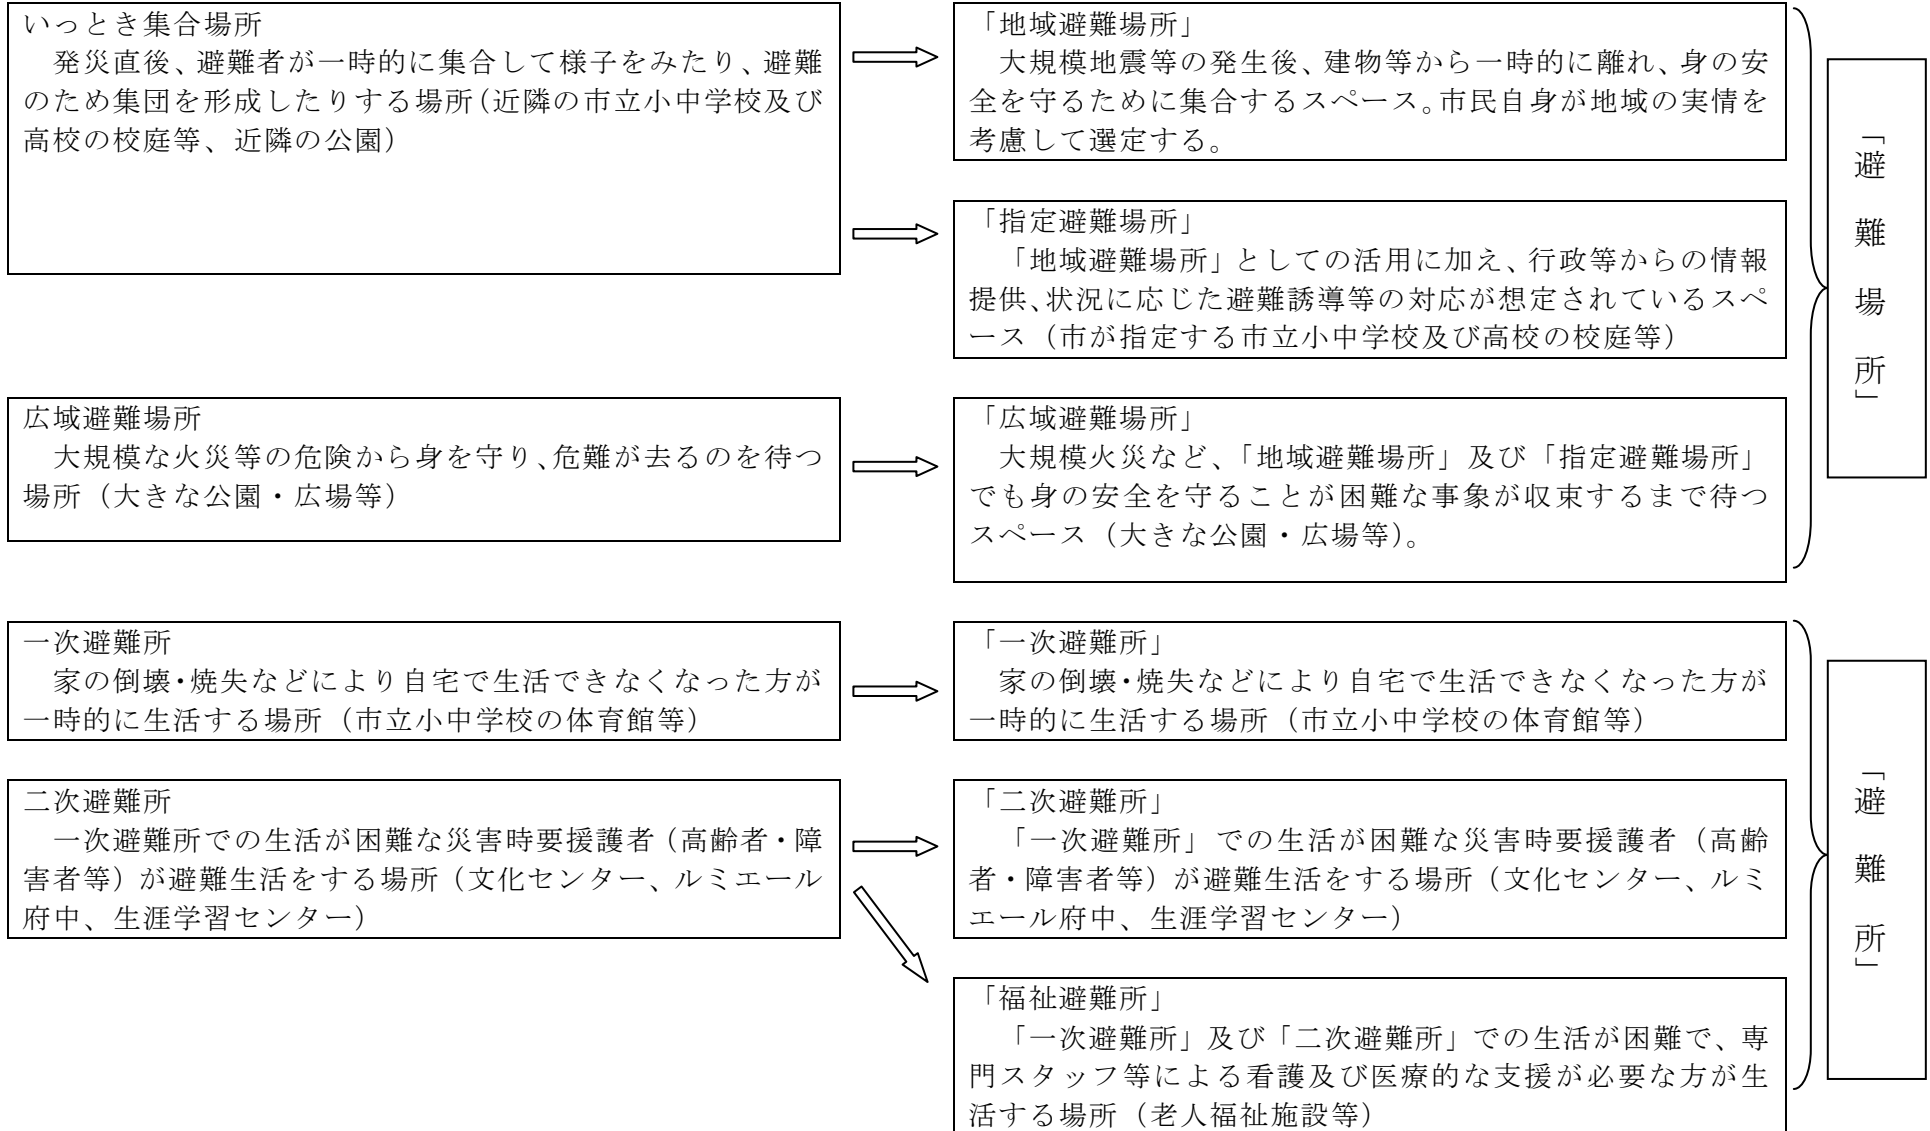 いっとき集合場所
発災直後、避難者が一時的に集合して様子をみたり、避難
のため集団を形成したりする場所(近隣の市立小中学校及び
高校の校庭等、近隣の公園)
「地域避難場所」
大規模地震等の発生後、建物等から一時的に離れ、身の安
全を守るために集合するスペース。市民自身が地域の実情を
考慮して選定する。
「指定避難場所」
「地域避難場所」としての活用に加え、行政等からの情報
提供、状況に応じた避難誘導等の対応が想定されているスペ
ース(市が指定する市立小中学校及び高校の校庭等)
広域避難場所
大規模な火災等の危険から身を守り、危難が去るのを待つ
場所(大きな公園・広場等)
「広域避難場所」
大規模火災など、「地域避難場所」及び「指定避難場所」
でも身の安全を守ることが困難な事象が収束するまで待つ
スペース(大きな公園・広場等)。
「避難場所」
一次避難所
家の倒壊・焼失などにより自宅で生活できなくなった方が
一時的に生活する場所(市立小中学校の体育館等)
「一次避難所」
家の倒壊・焼失などにより自宅で生活できなくなった方が
一時的に生活する場所(市立小中学校の体育館等)
二次避難所
一次避難所での生活が困難な災害時要援護者(高齢者・障
害者等)が避難生活をする場所(文化センター、ルミエール
府中、生涯学習センター)
「二次避難所」
「一次避難所」での生活が困難な災害時要援護者(高齢
者・障害者等)が避難生活をする場所(文化センター、ルミ
エール府中、生涯学習センター)
「福祉避難所」
「一次避難所」及び「二次避難所」での生活が困難で、専
門スタッフ等による看護及び医療的な支援が必要な方が生
活する場所(老人福祉施設等)
「避難所」